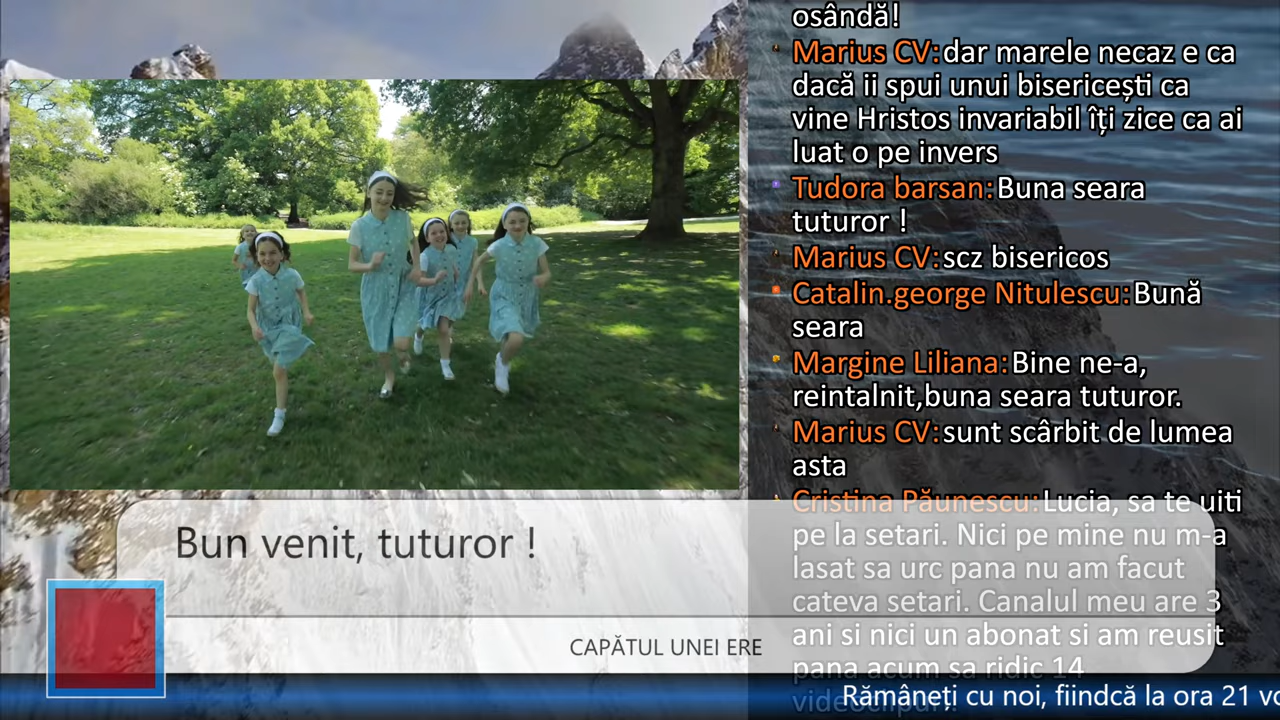 osândă!
Marius CV:dar marele necaz e ca
dacă ii spui unui bisericești ca
vine Hristos invariabil îți zice ca ai
luat o pe invers
Tudora barsan:Buna seara
tuturor !
Marius CV:scz bisericos
Catalin.george Nitulescu:Bună
seara
Margine Liliana:Bine ne-a,
reintalnit,buna seara tuturor.
Marius CV:sunt scârbit de lumea
asta
Cristina Păunescu:Lucia, sa te uiti
pe la setari. Nici pe mine nu m-a
lasat sa urc pana nu am facut
cateva setari. Canalul meu are 3
ani si nici un abonat si am reusit
pana acum sa ridic 14
Bun venit, tuturor !
CAPĂTUL UNEI ERE
Rămâneți cu noi, fiindcă la ora 21